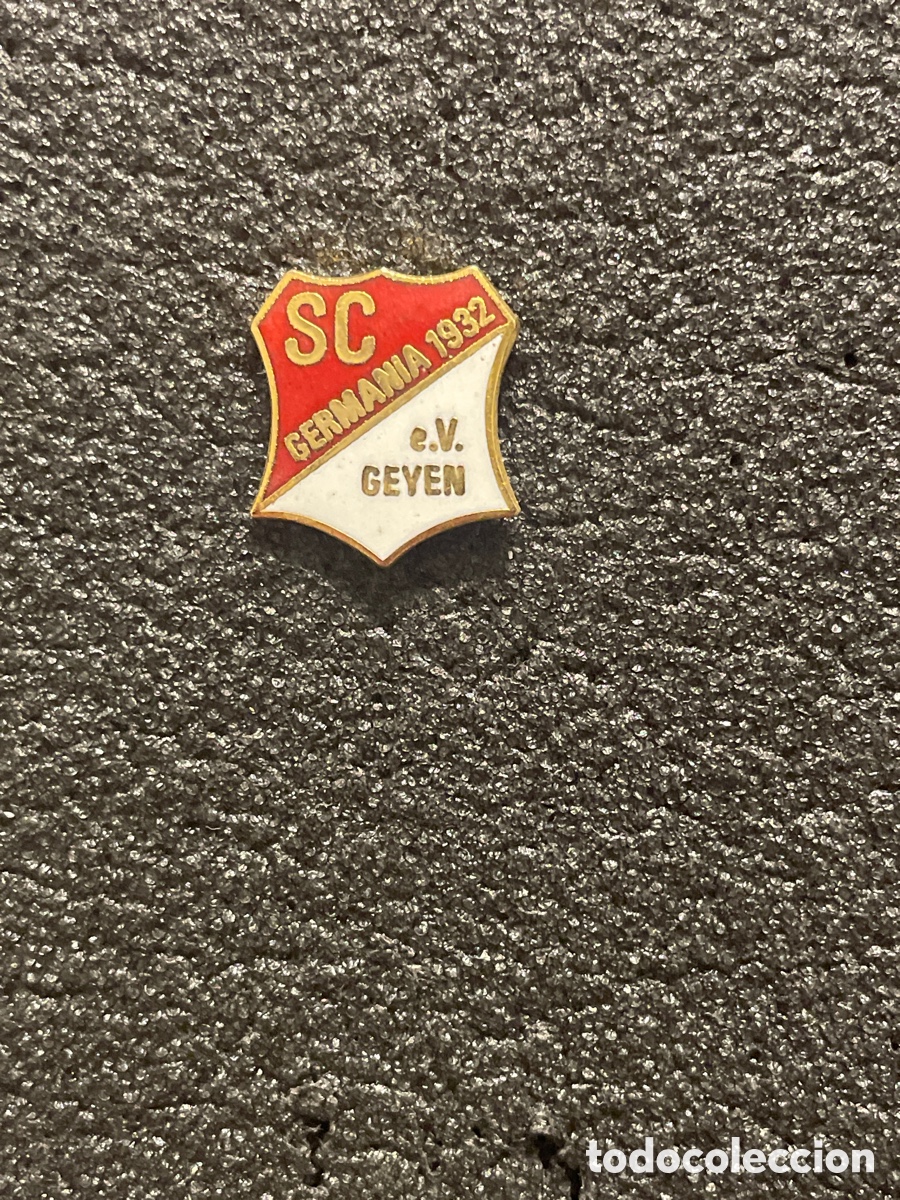 SC
GERMANIA 1932
e.V.
GEYEN
todocoleccion